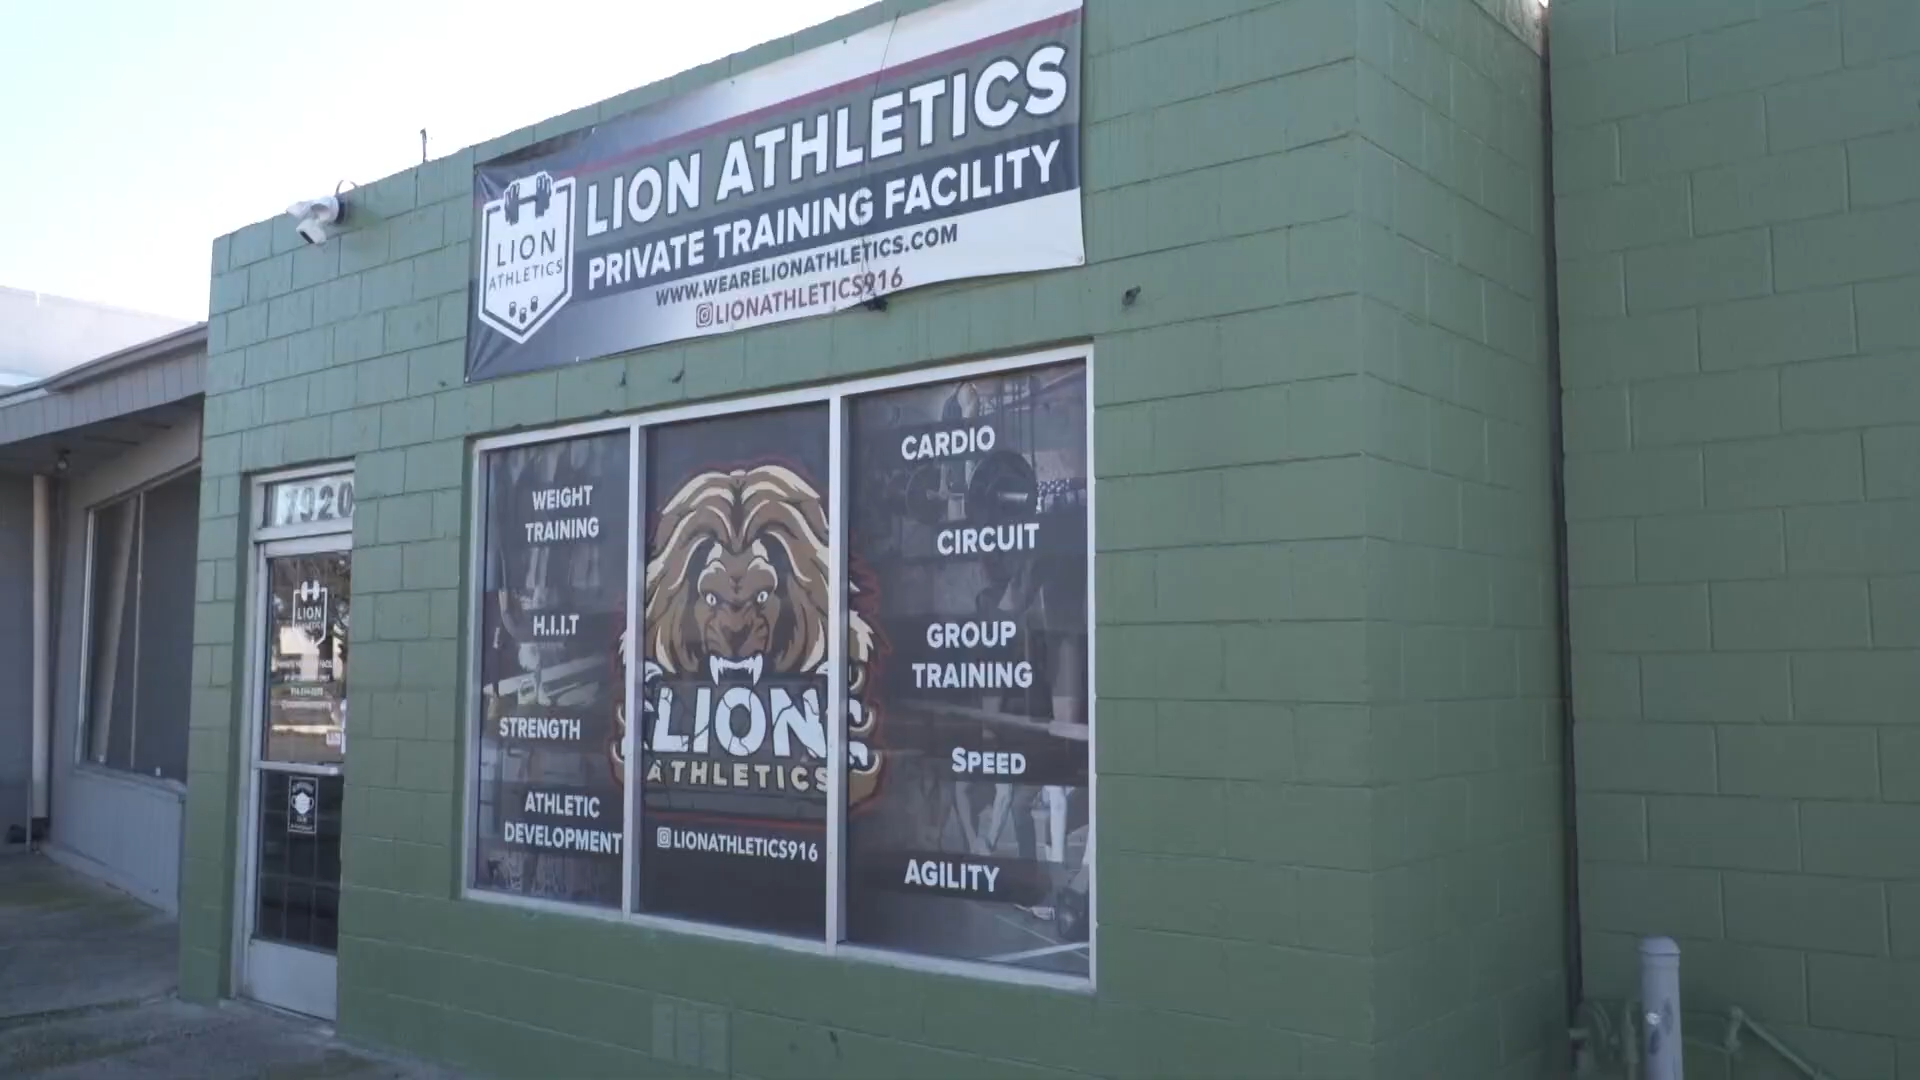 LION ATHLETICS
PRIVATE TRAINING FACILITY
WWW.WEARELIONATHLETICS.COM
LIONATHLETICS916
LION
ATHLETICS
7920
LION
ATHLETICS
WEIGHT
TRAINING
H.I.I.T
STRENGTH
ATHLETIC
DEVELOPMENT
LION
ATHLETICS
LIONATHLETICS916
CARDIO
CIRCUIT
GROUP
TRAINING
SPEED
AGILITY